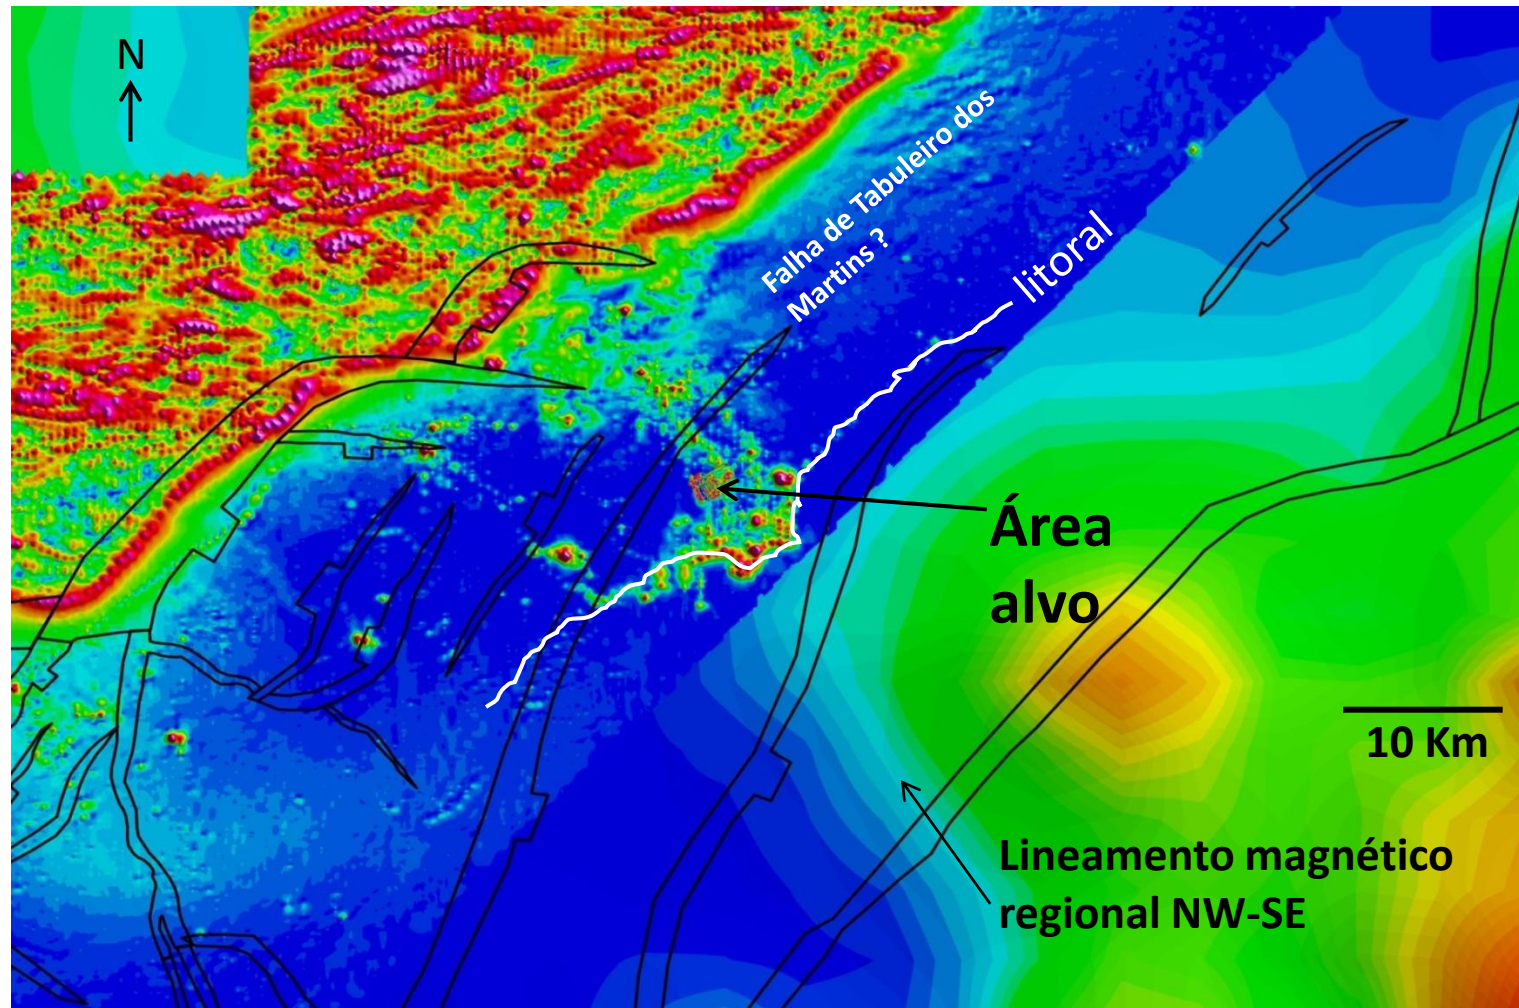 N
Falha de Tabuleiro dos
Martins ?
litoral
Área
alvo
10 Km
Lineamento magnético
regional NW-SE